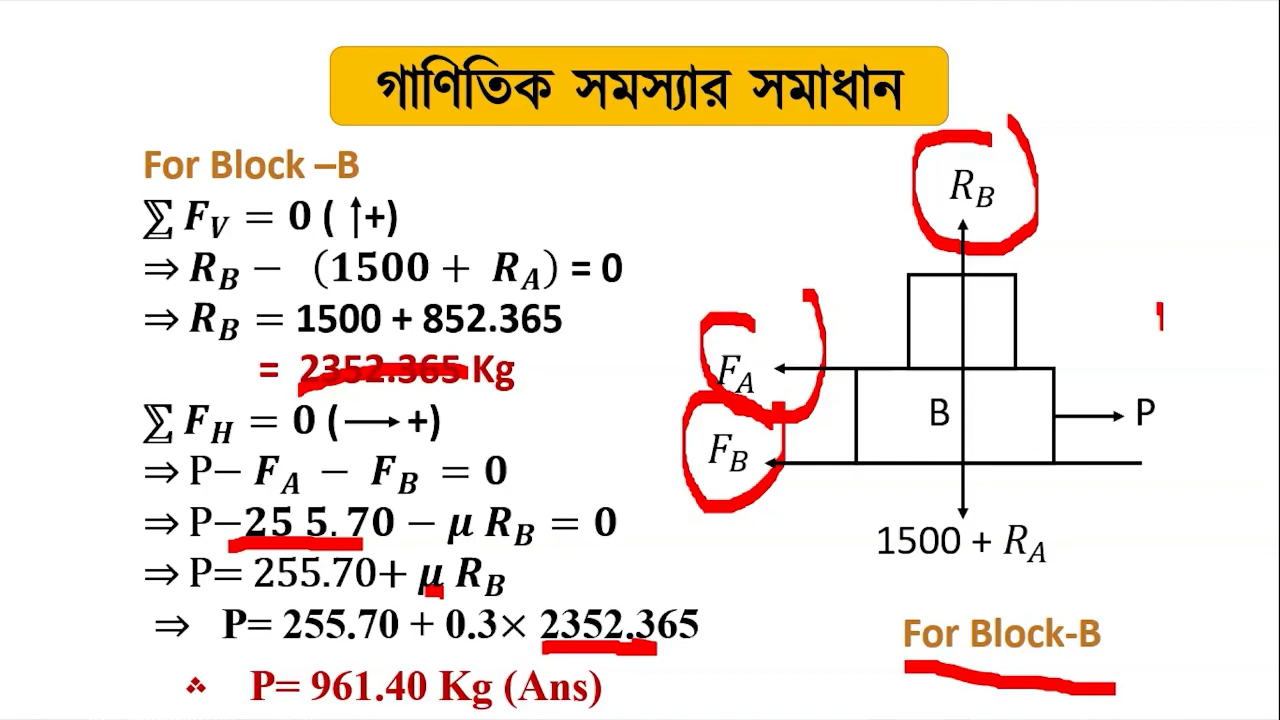 গাণিতিক সমস্যার সমাধান
For Block –B
∑ F_V = 0 ( ↑+)
⇒ R_B − (1500 + R_A) = 0
⇒ R_B = 1500 + 852.365
= 2352.365 Kg
∑ F_H = 0 (⟶ +)
⇒ P− F_A − F_B = 0
⇒ P−25 5. 70 − μ R_B = 0
⇒ P= 255.70+ μ R_B
⇒ P= 255.70 + 0.3× 2352.365
∴ P= 961.40 Kg (Ans)
R_B
F_A
B
P
F_B
1500 + R_A
For Block-B